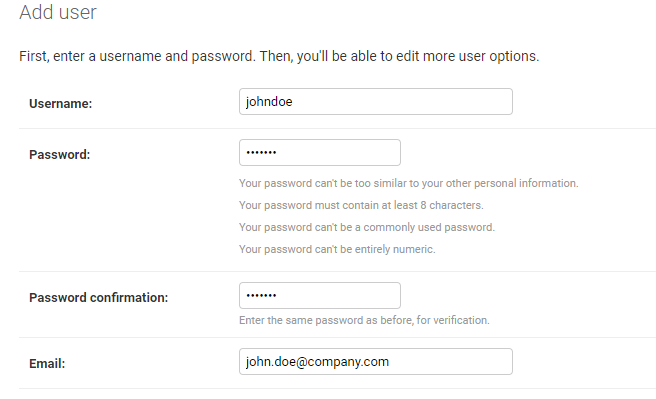 Add user
First, enter a username and password. Then, you'll be able to edit more user options.
Username: johndoe
Password: •••••••
Your password can't be too similar to your other personal information.
Your password must contain at least 8 characters.
Your password can't be a commonly used password.
Your password can't be entirely numeric.
Password confirmation: •••••••
Enter the same password as before, for verification.
Email: john.doe@company.com